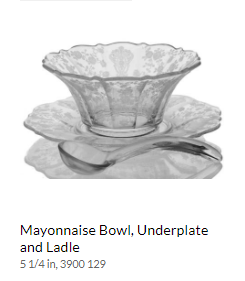 Mayonnaise Bowl, Underplate
and Ladle
5 1/4 in, 3900 129